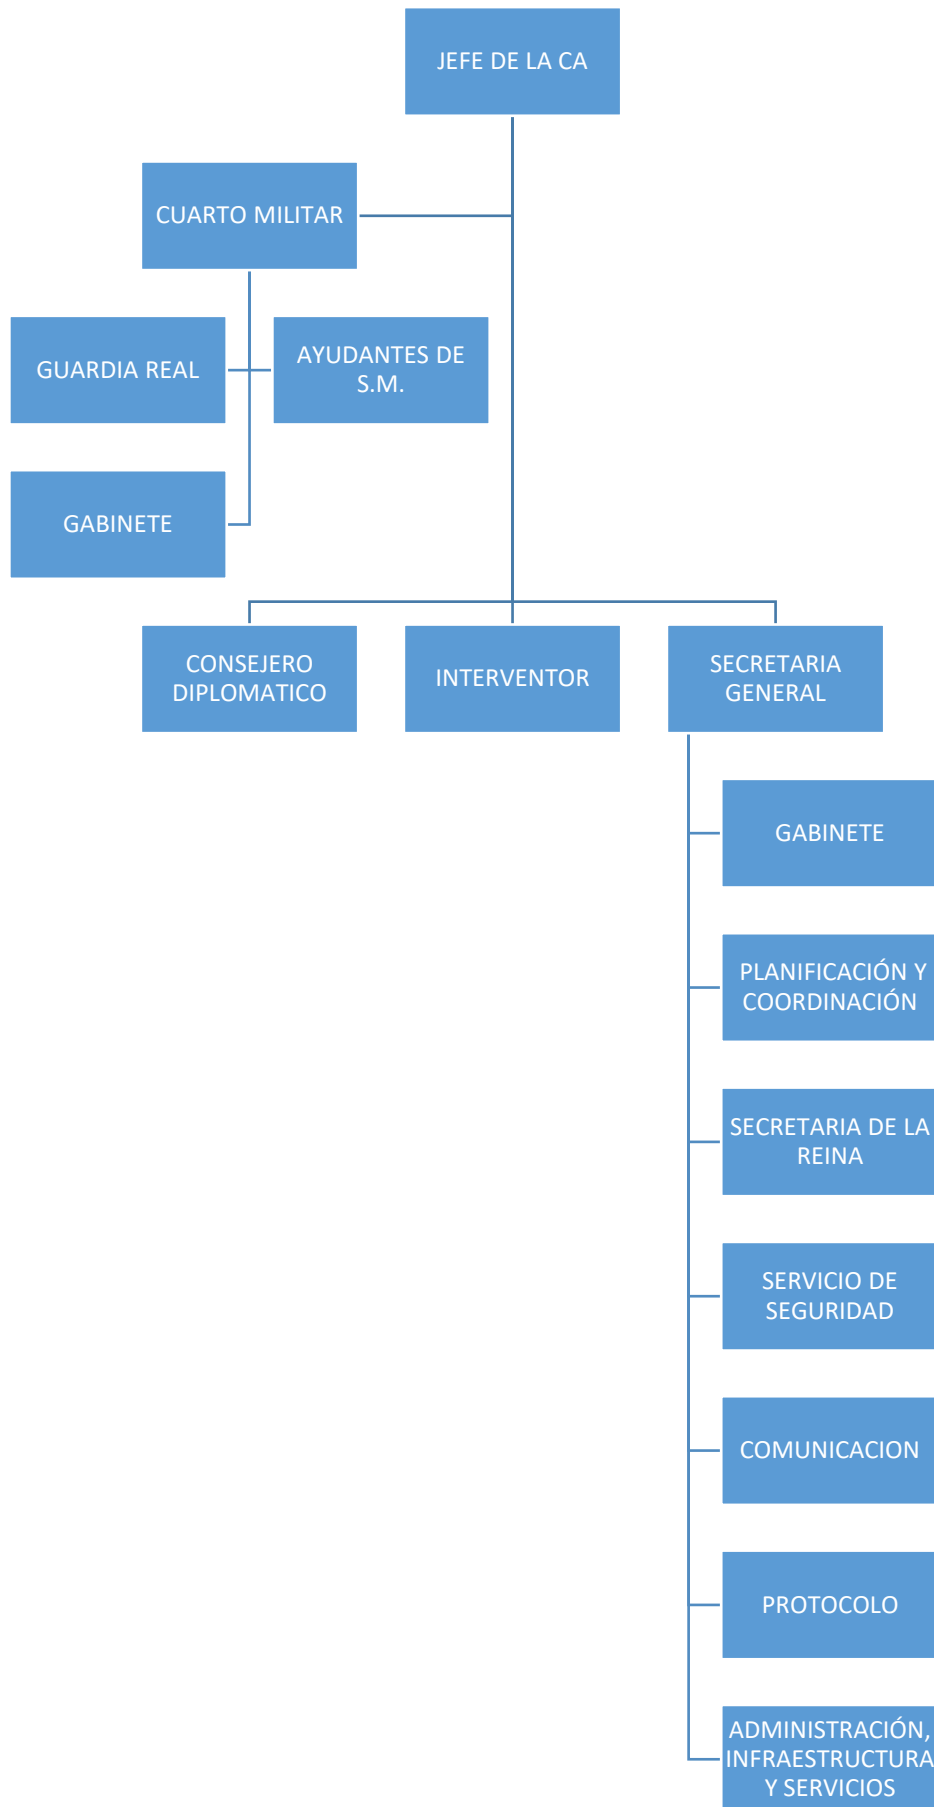 JEFE DE LA CA
CUARTO MILITAR
GUARDIA REAL
AYUDANTES DE
S.M.
GABINETE
CONSEJERO
DIPLOMATICO
INTERVENTOR
SECRETARIA
GENERAL
GABINETE
PLANIFICACIÓN Y
COORDINACIÓN
SECRETARIA DE LA
REINA
SERVICIO DE
SEGURIDAD
COMUNICACION
PROTOCOLO
ADMINISTRACIÓN,
INFRAESTRUCTURA
Y SERVICIOS